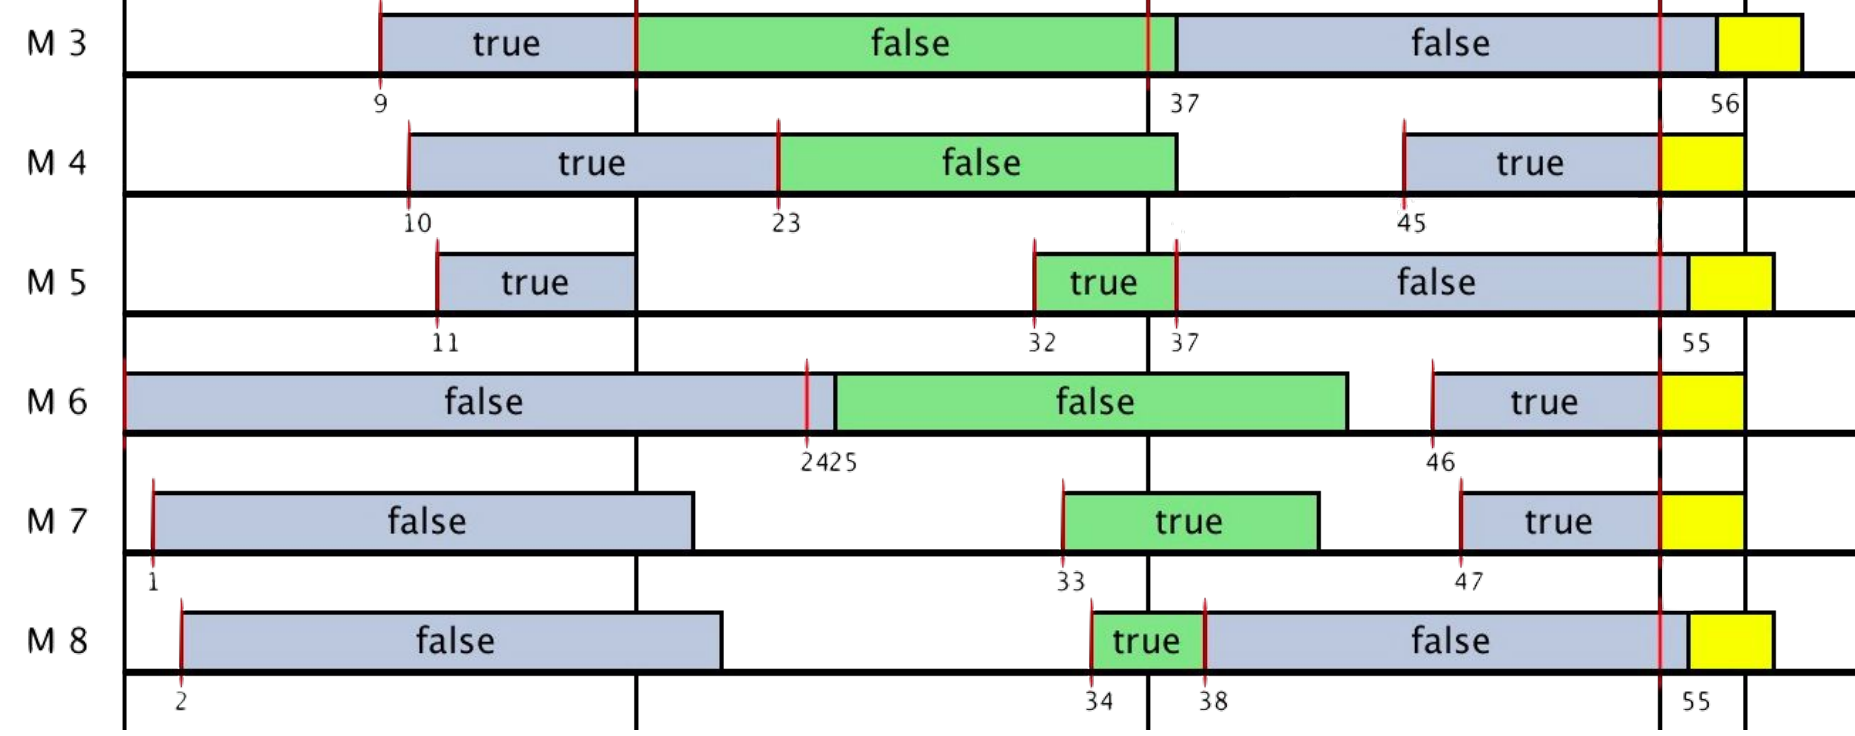 M 3 true false false
9 37 56
M 4 true false true
10 23 45
M 5 true true false
11 32 37 55
M 6 false false true
2425 46
M 7 false true true
1 33 47
M 8 false true false
2 34 38 55